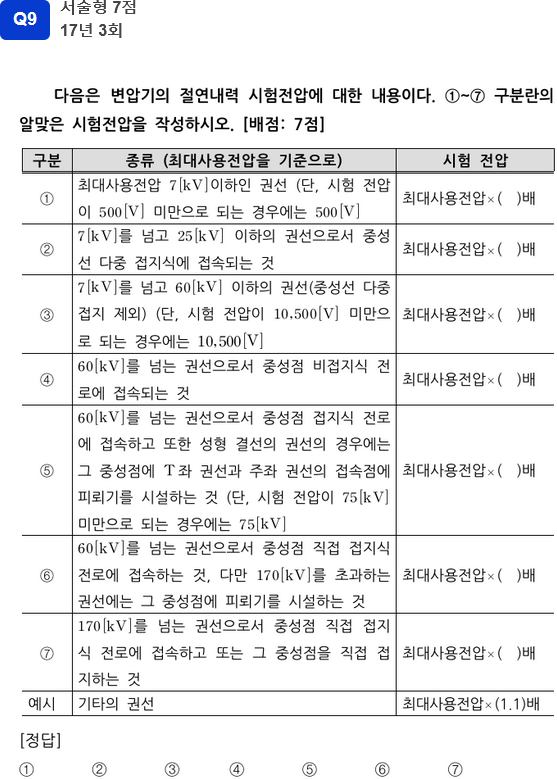 Q9
서술형 7점
17년 3회
다음은 변압기의 절연내력 시험전압에 대한 내용이다. ①~⑦ 구분란의
알맞은 시험전압을 작성하시오. [배점: 7점]
구분 종류 (최대사용전압을 기준으로) 시험 전압
① 최대사용전압 7[kV]이하인 권선 (단, 시험 전압
이 500[V] 미만으로 되는 경우에는 500[V] 최대사용전압×( )배
② 7[kV]를 넘고 25[kV] 이하의 권선으로서 중성
선 다중 접지식에 접속되는 것 최대사용전압×( )배
7[kV]를 넘고 60[kV] 이하의 권선(중성선 다중
③ 접지 제외) (단, 시험 전압이 10,500[V] 미만으 최대사용전압×( )배
로 되는 경우에는 10,500[V]
④ 60[kV]를 넘는 권선으로서 중성점 비접지식 전
로에 접속되는 것 최대사용전압×( )배
60[kV]를 넘는 권선으로서 중성점 접지식 전로
에 접속하고 또한 성형 결선의 권선의 경우에는
⑤ 그 중성점에 T좌 권선과 주좌 권선의 접속점에 최대사용전압×( )배
피뢰기를 시설하는 것 (단, 시험 전압이 75[kV]
미만으로 되는 경우에는 75[kV]
60[kV]를 넘는 권선으로서 중성점 직접 접지식
⑥ 전로에 접속하는 것, 다만 170[kV]를 초과하는 최대사용전압×( )배
권선에는 그 중성점에 피뢰기를 시설하는 것
170[kV]를 넘는 권선으로서 중성점 직접 접지
⑦ 식 전로에 접속하고 또는 그 중성점을 직접 접 최대사용전압×( )배
지하는 것
예시 기타의 권선 최대사용전압×(1.1)배
[정답]
① ② ③ ④ ⑤ ⑥ ⑦